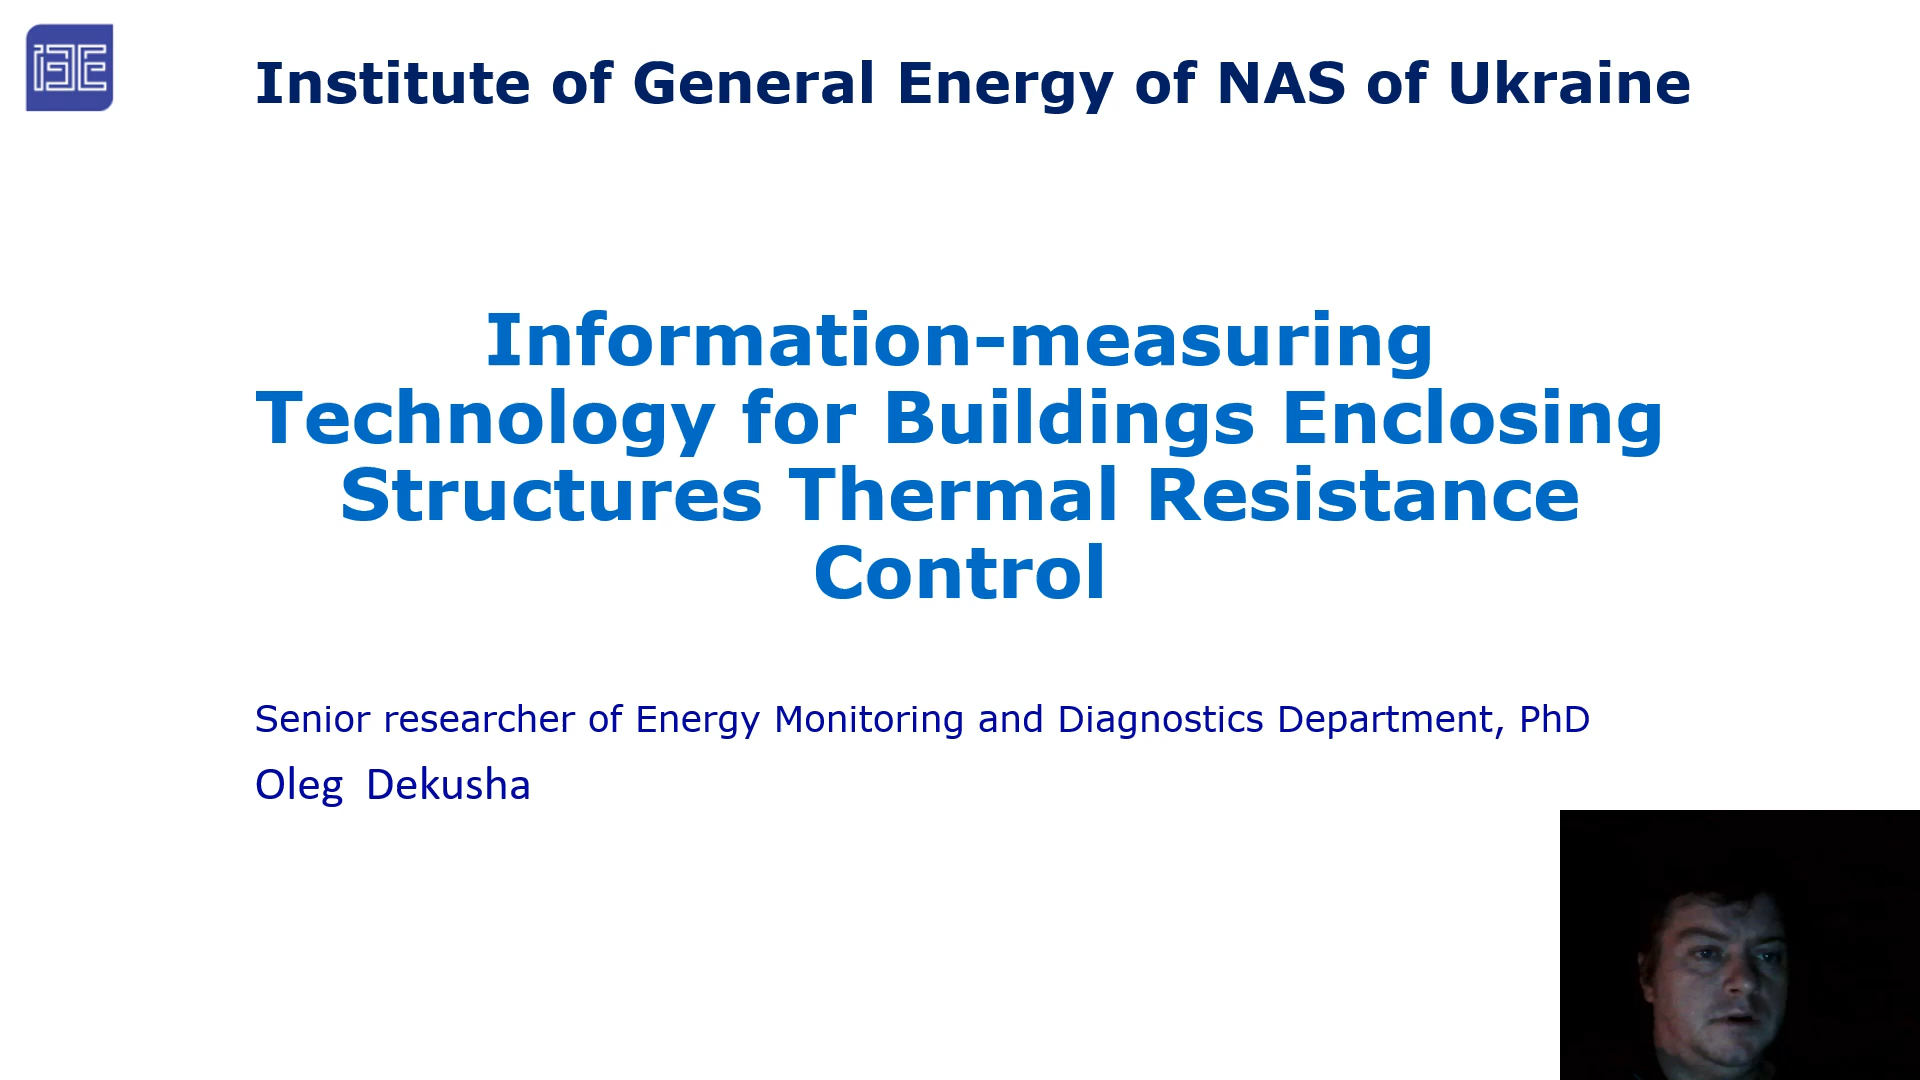 Institute of General Energy of NAS of Ukraine
Information-measuring
Technology for Buildings Enclosing
Structures Thermal Resistance
Control
Senior researcher of Energy Monitoring and Diagnostics Department, PhD
Oleg Dekusha